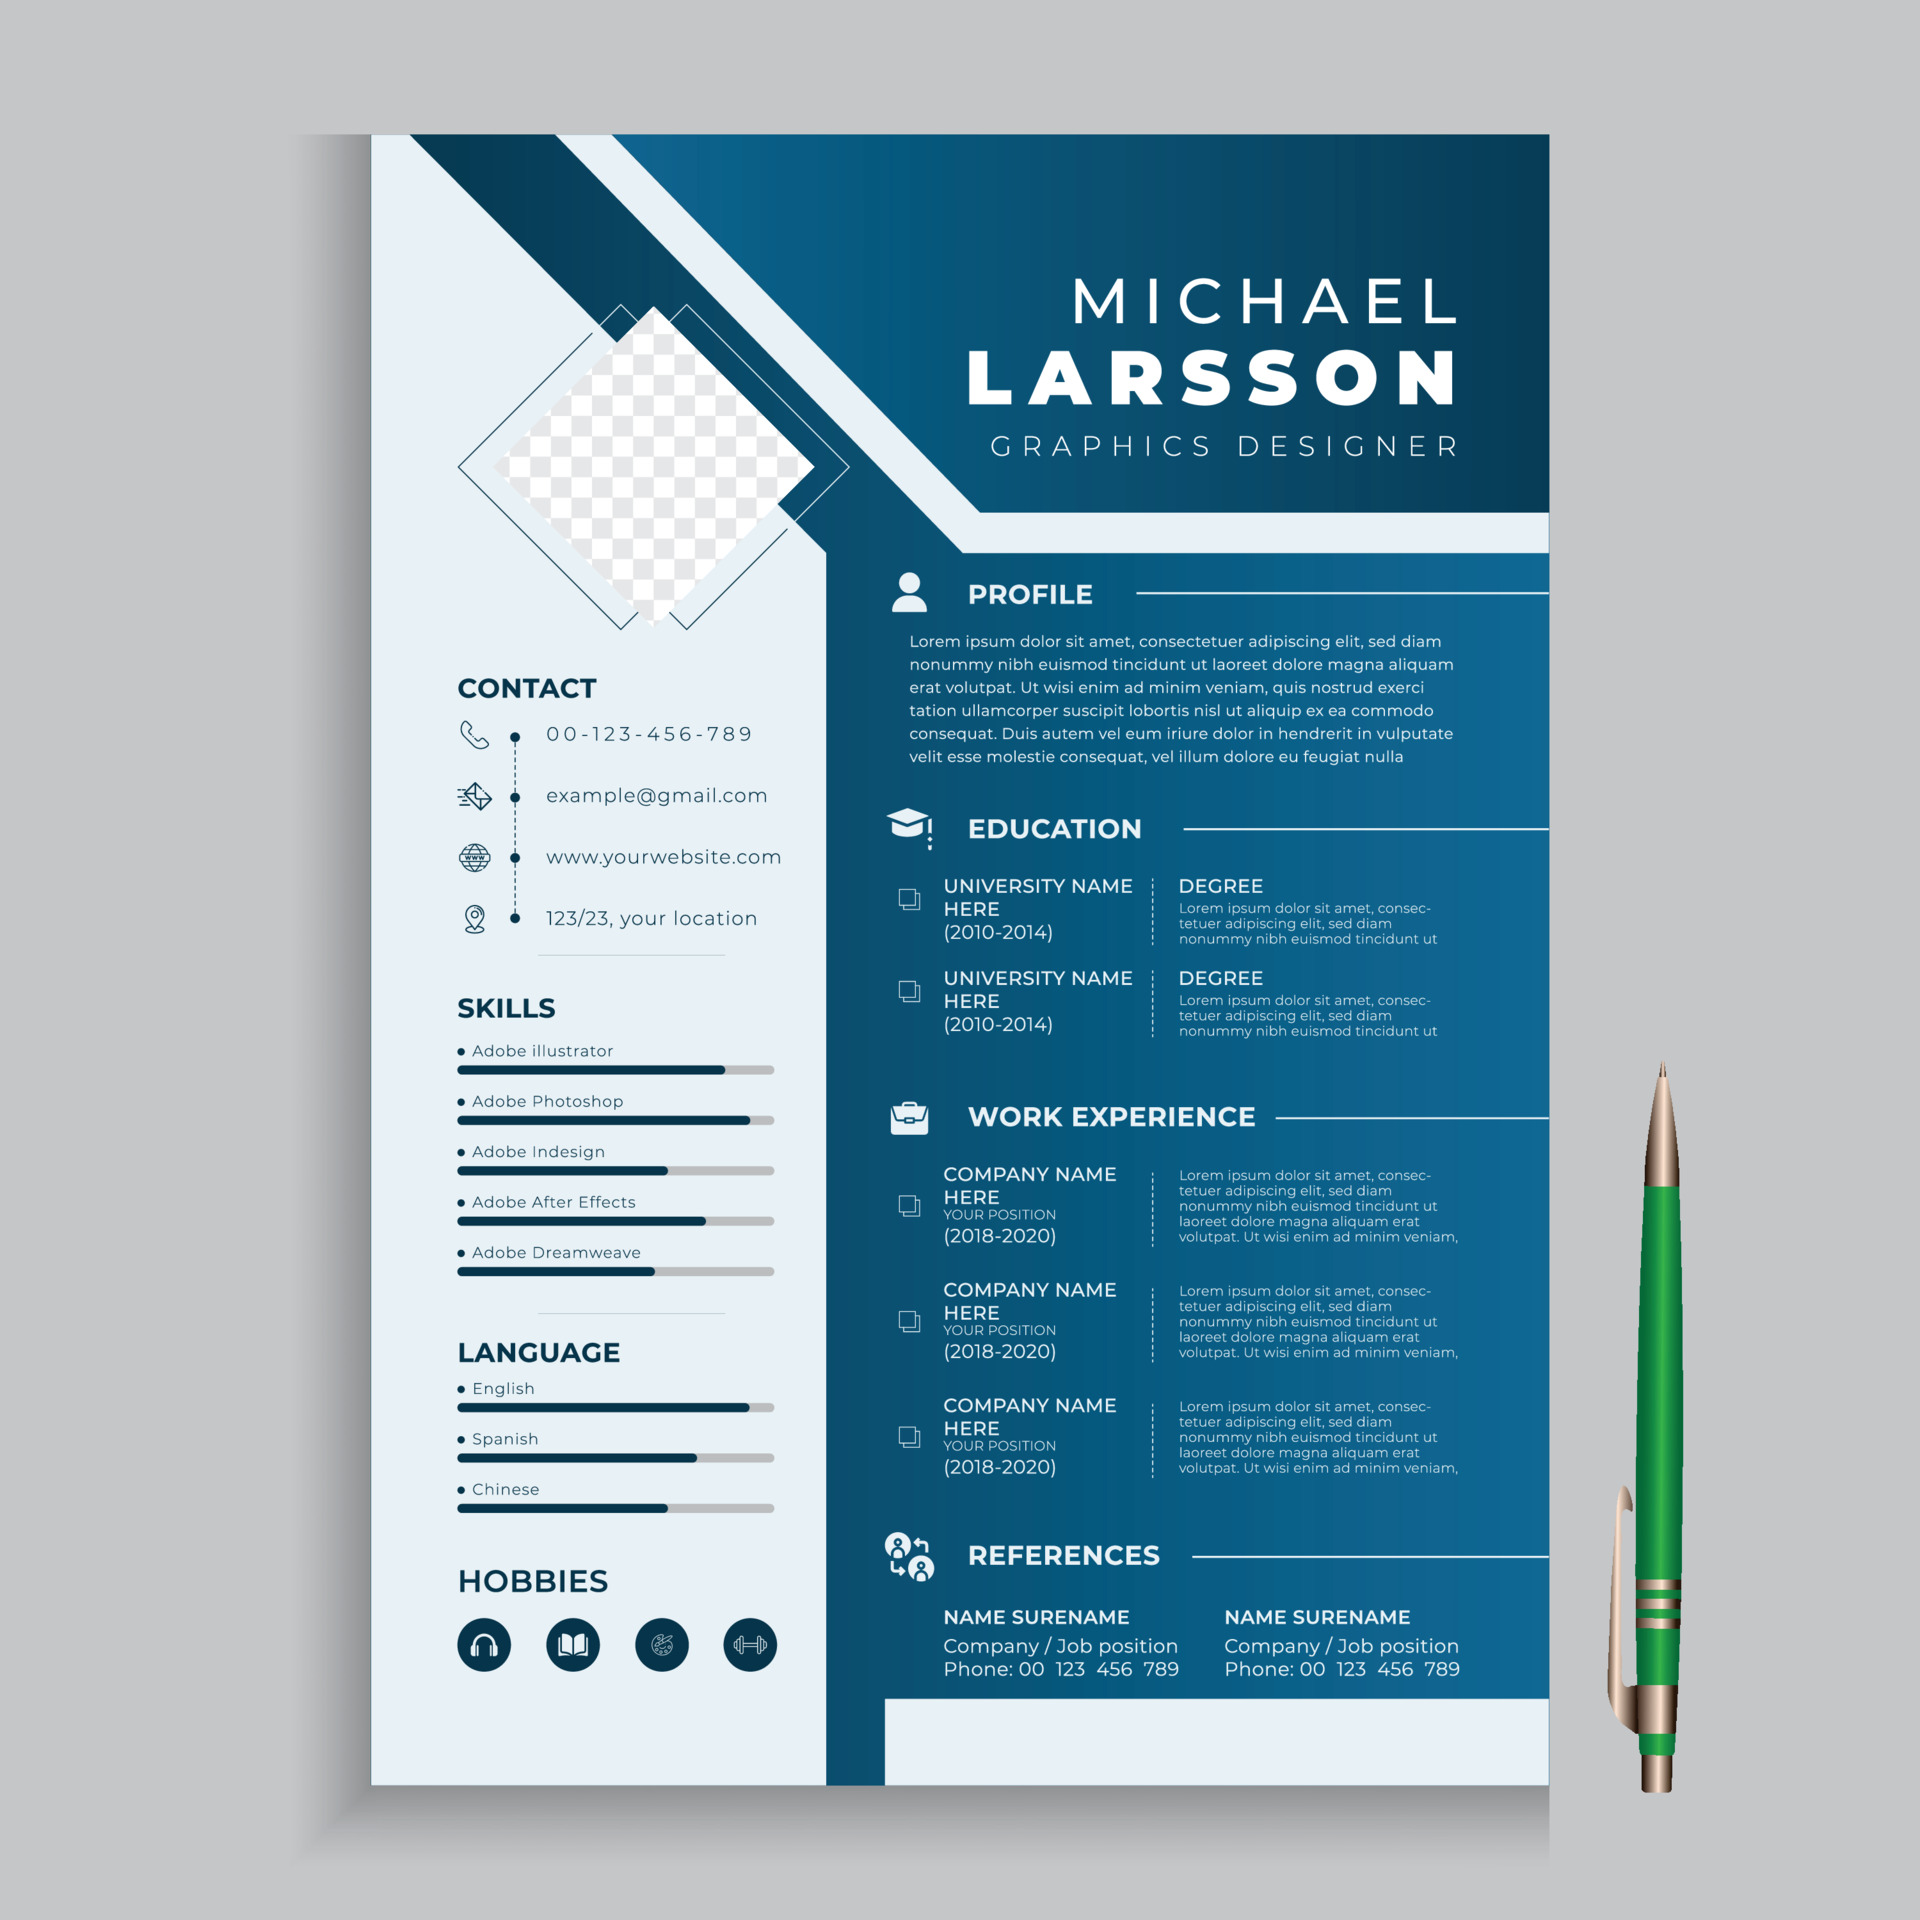 MICHAEL
LARSSON
GRAPHICS DESIGNER
CONTACT
00-123-456-789
example@gmail.com
www
www.yourwebsite.com
123/23, your location
SKILLS
Adobe illustrator
Adobe Photoshop
Adobe Indesign
Adobe After Effects
Adobe Dreamweave
LANGUAGE
English
Spanish
Chinese
HOBBIES
PROFILE
Lorem ipsum dolor sit amet, consectetuer adipiscing elit, sed diam
nonummy nibh euismod tincidunt ut laoreet dolore magna aliquam
erat volutpat. Ut wisi enim ad minim veniam, quis nostrud exerci
tation ullamcorper suscipit lobortis nisl ut aliquip ex ea commodo
consequat. Duis autem vel eum iriure dolor in hendrerit in vulputate
velit esse molestie consequat, vel illum dolore eu feugiat nulla
EDUCATION
UNIVERSITY NAME
HERE
(2010-2014)
DEGREE
Lorem ipsum dolor sit amet, consec-
tetuer adipiscing elit, sed diam
nonummy nibh euismod tincidunt ut
UNIVERSITY NAME
HERE
(2010-2014)
DEGREE
Lorem ipsum dolor sit amet, consec-
tetuer adipiscing elit, sed diam
nonummy nibh euismod tincidunt ut
WORK EXPERIENCE
COMPANY NAME
HERE
YOUR POSITION
(2018-2020)
Lorem ipsum dolor sit amet, consec-
tetuer adipiscing elit, sed diam
nonummy nibh euismod tincidunt ut
laoreet dolore magna aliquam erat
volutpat. Ut wisi enim ad minim veniam,
COMPANY NAME
HERE
YOUR POSITION
(2018-2020)
Lorem ipsum dolor sit amet, consec-
tetuer adipiscing elit, sed diam
nonummy nibh euismod tincidunt ut
laoreet dolore magna aliquam erat
volutpat. Ut wisi enim ad minim veniam,
COMPANY NAME
HERE
YOUR POSITION
(2018-2020)
Lorem ipsum dolor sit amet, consec-
tetuer adipiscing elit, sed diam
nonummy nibh euismod tincidunt ut
laoreet dolore magna aliquam erat
volutpat. Ut wisi enim ad minim veniam,
REFERENCES
NAME SURENAME
Company / Job position
Phone: 00 123 456 789
NAME SURENAME
Company / Job position
Phone: 00 123 456 789